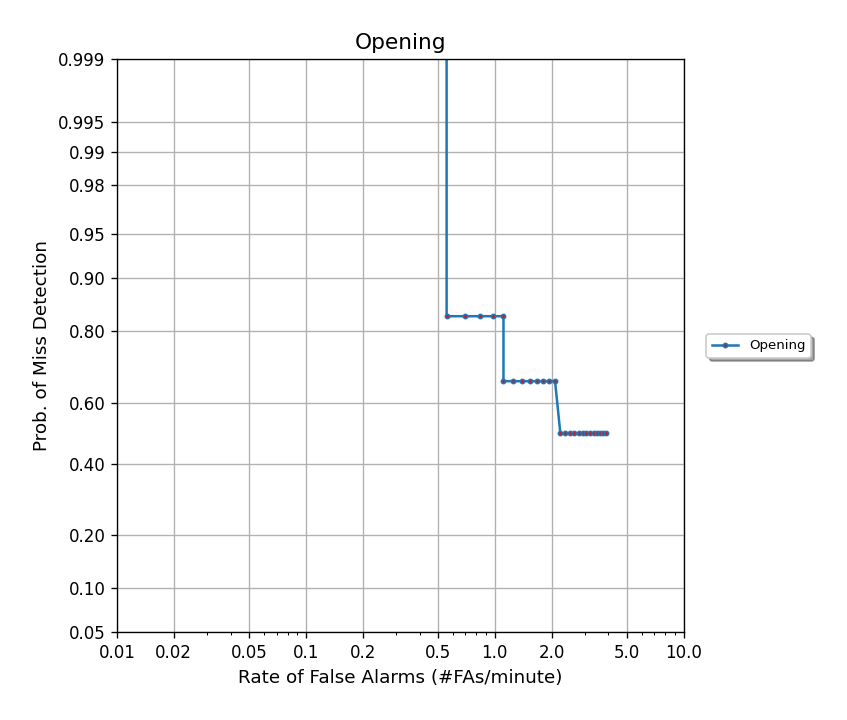 Opening
0.999
0.995
0.99
0.98
0.95
0.90
0.80
0.60
0.40
0.20
0.10
0.05
Prob. of Miss Detection
0.01 0.02 0.05 0.1 0.2 0.5 1.0 2.0 5.0 10.0
Rate of False Alarms (#FAs/minute)
Opening